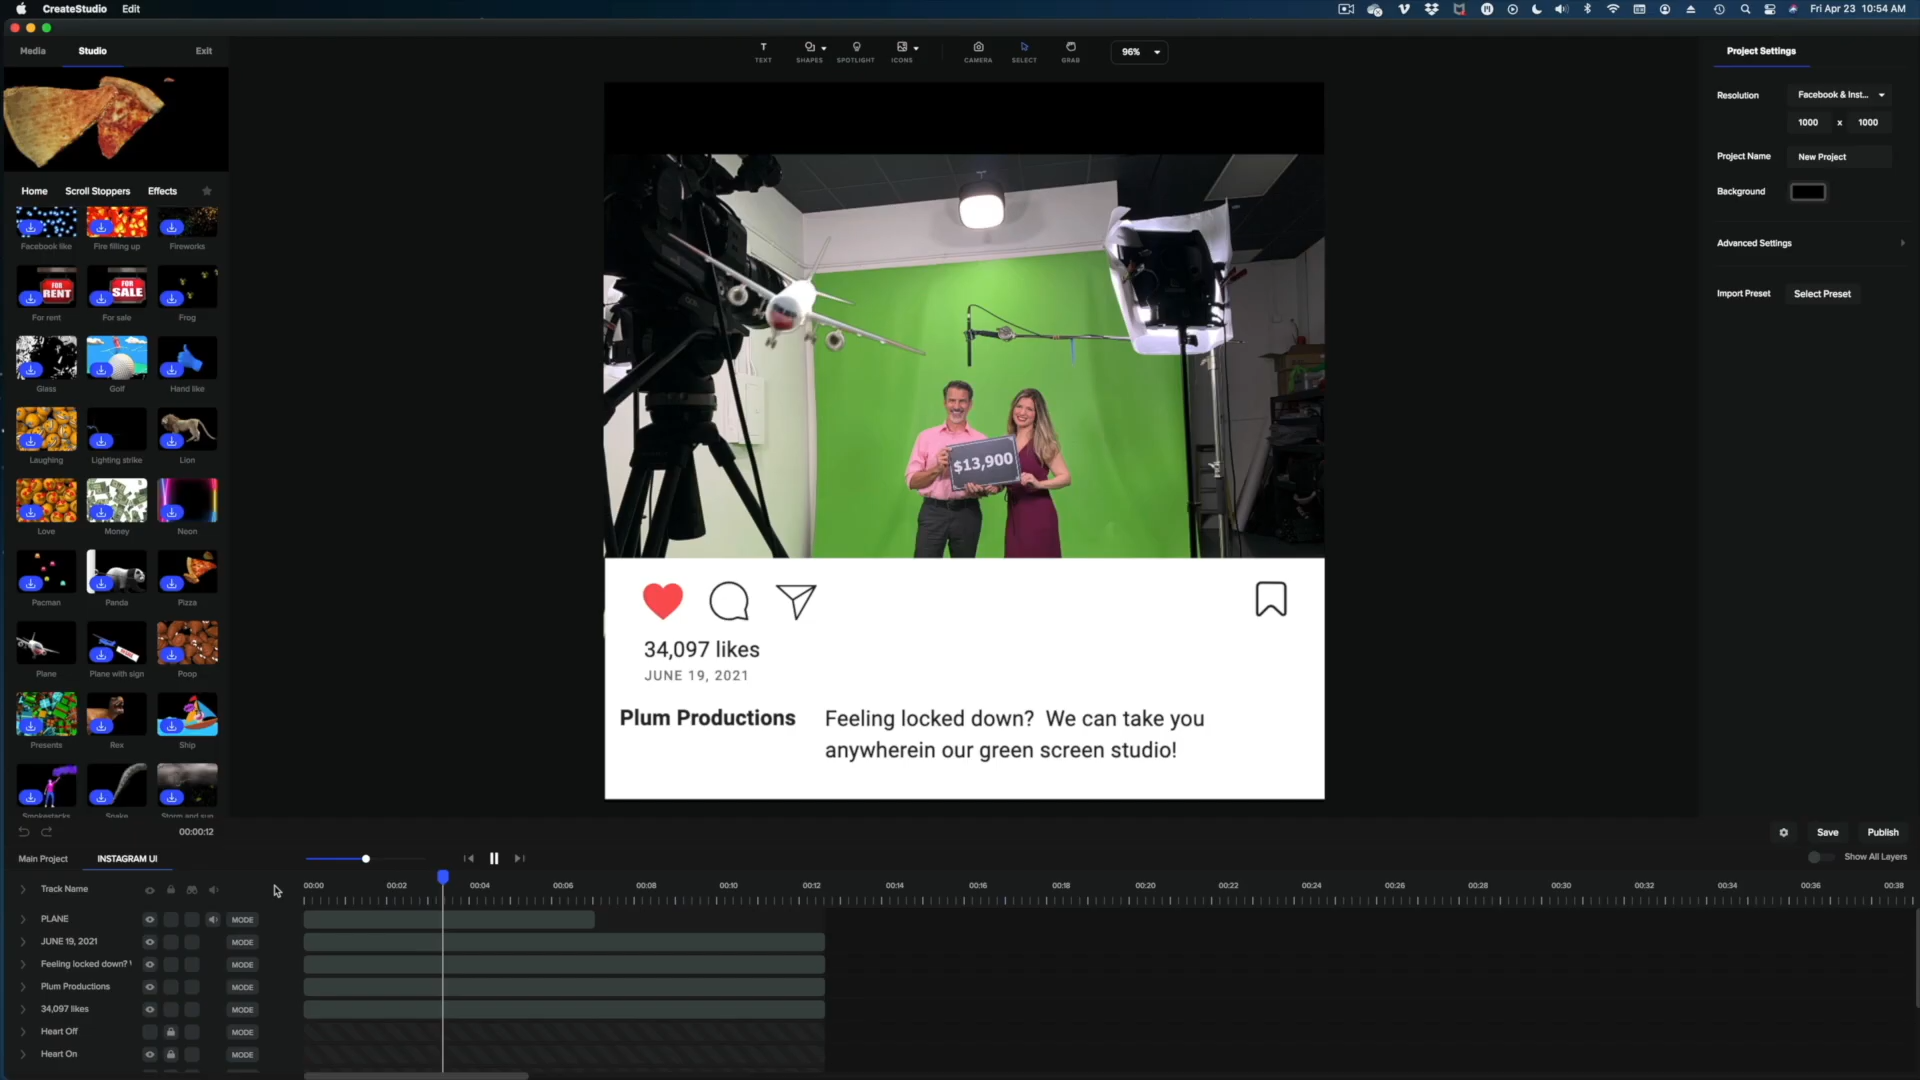 CreateStudio Edit
Fri Apr 23 10:54 AM
Media Studio Exit
TEXT SHAPES SPOTLIGHT ICONS CAMERA SELECT GRAB 96%
Project Settings
Resolution Facebook & Inst...
1000 x 1000
Project Name New Project
Background
Advanced Settings
Import Preset Select Preset
Home Scroll Stoppers Effects
Facebook like Fire filling up Fireworks
FOR RENT FOR SALE
For rent For sale Frog
Glass Golf Hand like
Laughing Lighting strike Lion
Love Money Neon
Pacman Panda Pizza
Plane Plane with sign Poop
Presents Rex Ship
Smokestacks Snake Storm and sun
$13,900
34,097 likes
JUNE 19, 2021
Plum Productions Feeling locked down? We can take you
anywherein our green screen studio!
00:00:12
Save Publish
Main Project INSTAGRAM UI
Show All Layers
Track Name
00:00 00:02 00:04 00:06 00:08 00:10 00:12 00:14 00:16 00:18 00:20 00:22 00:24 00:26 00:28 00:30 00:32 00:34 00:36 00:38
PLANE MODE
JUNE 19, 2021 MODE
Feeling locked down? MODE
Plum Productions MODE
34,097 likes MODE
Heart Off MODE
Heart On MODE